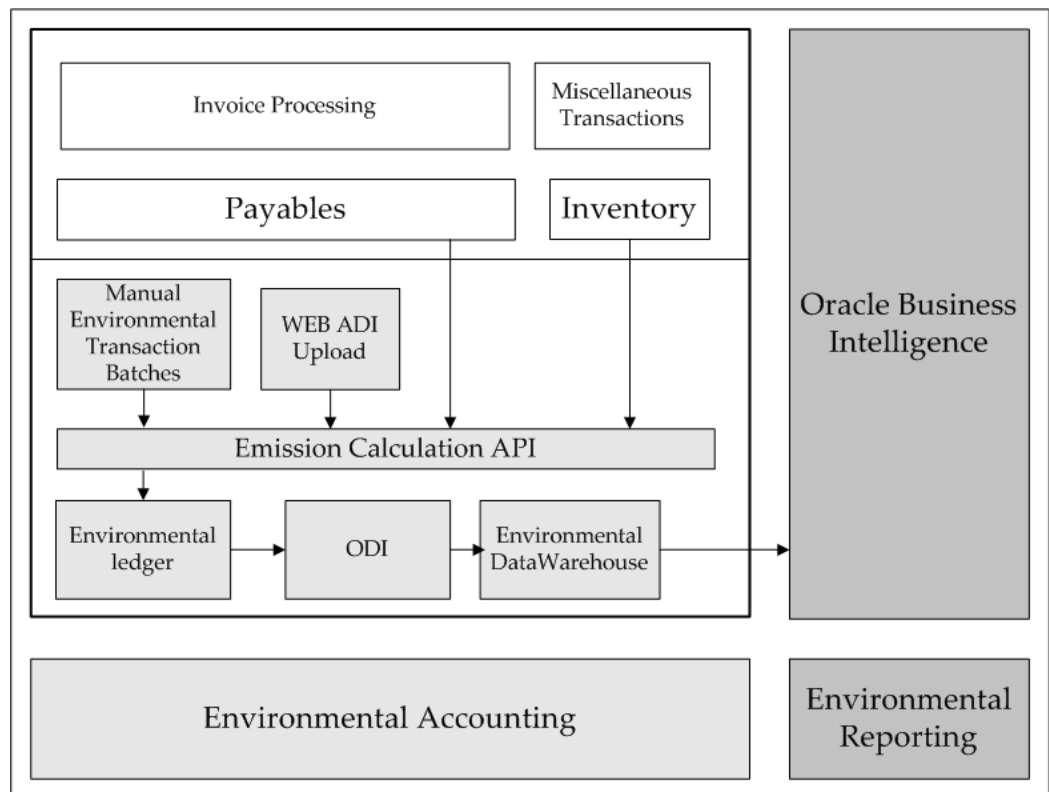 Invoice Processing
Miscellaneous
Transactions
Payables
Inventory
Manual
Environmental
Transaction
Batches
WEB ADI
Upload
Emission Calculation API
Environmental
ledger
ODI
Environmental
DataWarehouse
Oracle Business
Intelligence
Environmental Accounting
Environmental
Reporting